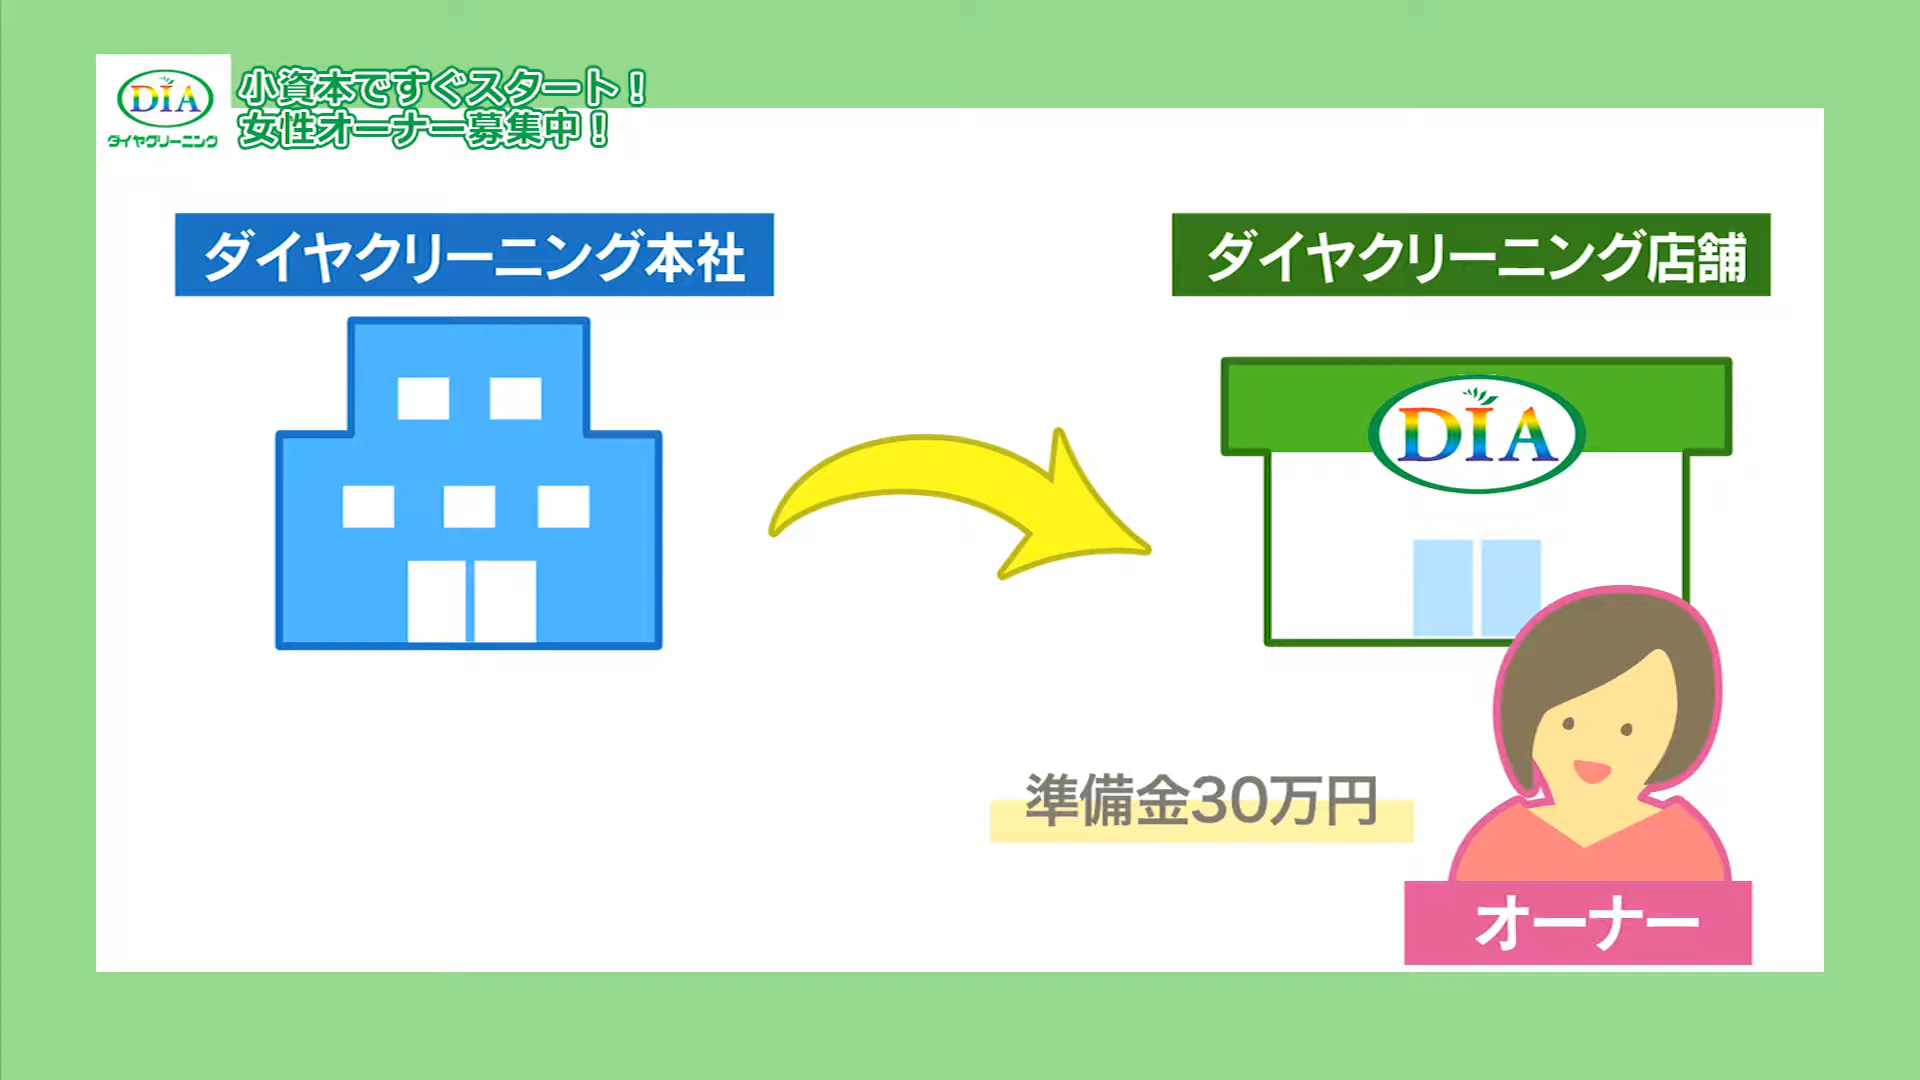 DIA
ダイヤクリーニング
小資本ですぐスタート！
女性オーナー募集中！
ダイヤクリーニング本社
ダイヤクリーニング店舗
DIA
準備金30万円
オーナー